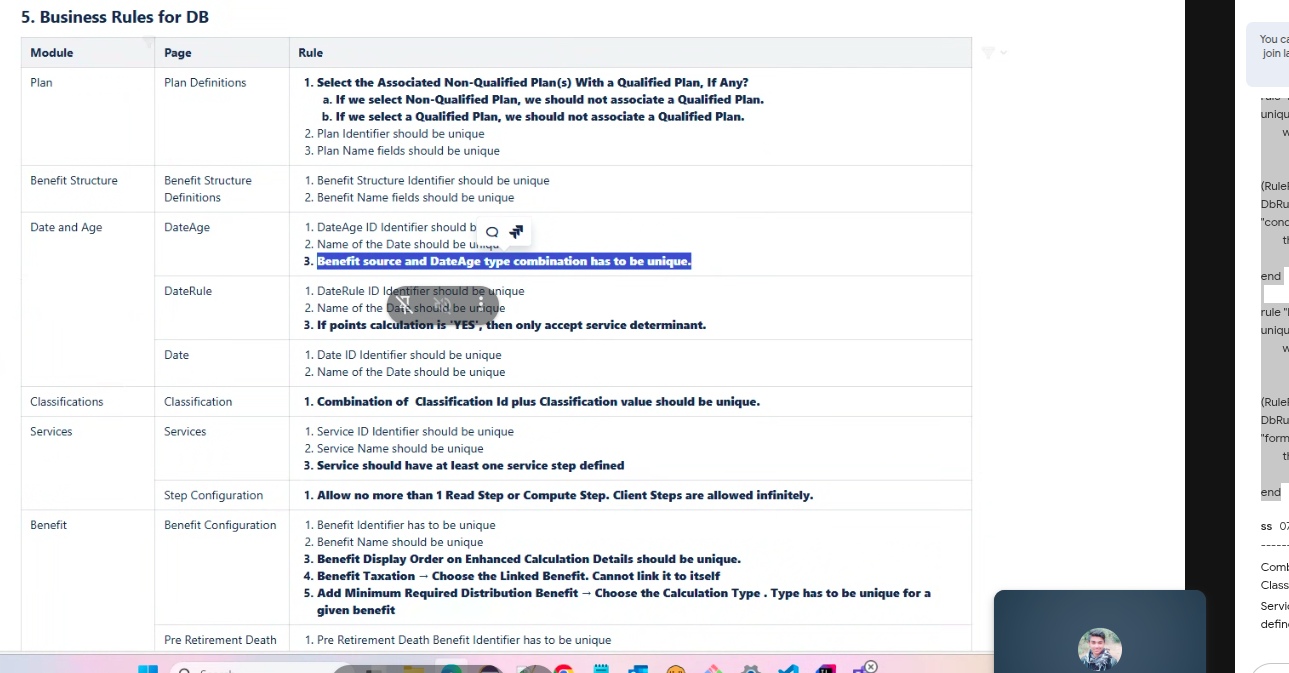 5. Business Rules for DB
Module Page Rule
Plan Plan Definitions 1. Select the Associated Non-Qualified Plan(s) With a Qualified Plan, If Any?
a. If we select Non-Qualified Plan, we should not associate a Qualified Plan.
b. If we select a Qualified Plan, we should not associate a Qualified Plan.
2. Plan Identifier should be unique
3. Plan Name fields should be unique
Benefit Structure Benefit Structure 1. Benefit Structure Identifier should be unique
Definitions 2. Benefit Name fields should be unique
Date and Age DateAge 1. DateAge ID Identifier should b
2. Name of the Date should be unique
3. Benefit source and DateAge type combination has to be unique.
DateRule 1. DateRule ID Identifier should be unique
2. Name of the Date should be unique
3. If points calculation is 'YES', then only accept service determinant.
Date 1. Date ID Identifier should be unique
2. Name of the Date should be unique
Classifications Classification 1. Combination of Classification Id plus Classification value should be unique.
Services Services 1. Service ID Identifier should be unique
2. Service Name should be unique
3. Service should have at least one service step defined
Step Configuration 1. Allow no more than 1 Read Step or Compute Step. Client Steps are allowed infinitely.
Benefit Benefit Configuration 1. Benefit Identifier has to be unique
2. Benefit Name should be unique
3. Benefit Display Order on Enhanced Calculation Details should be unique.
4. Benefit Taxation → Choose the Linked Benefit. Cannot link it to itself
5. Add Minimum Required Distribution Benefit → Choose the Calculation Type . Type has to be unique for a
given benefit
Pre Retirement Death 1. Pre Retirement Death Benefit Identifier has to be unique
You ca
join la
uniqu
w
(RuleF
DbRu
"cond
th
end
rule "
uniqu
w
(RuleF
DbRu
"form
th
end
ss 07
Comb
Class
Servic
define